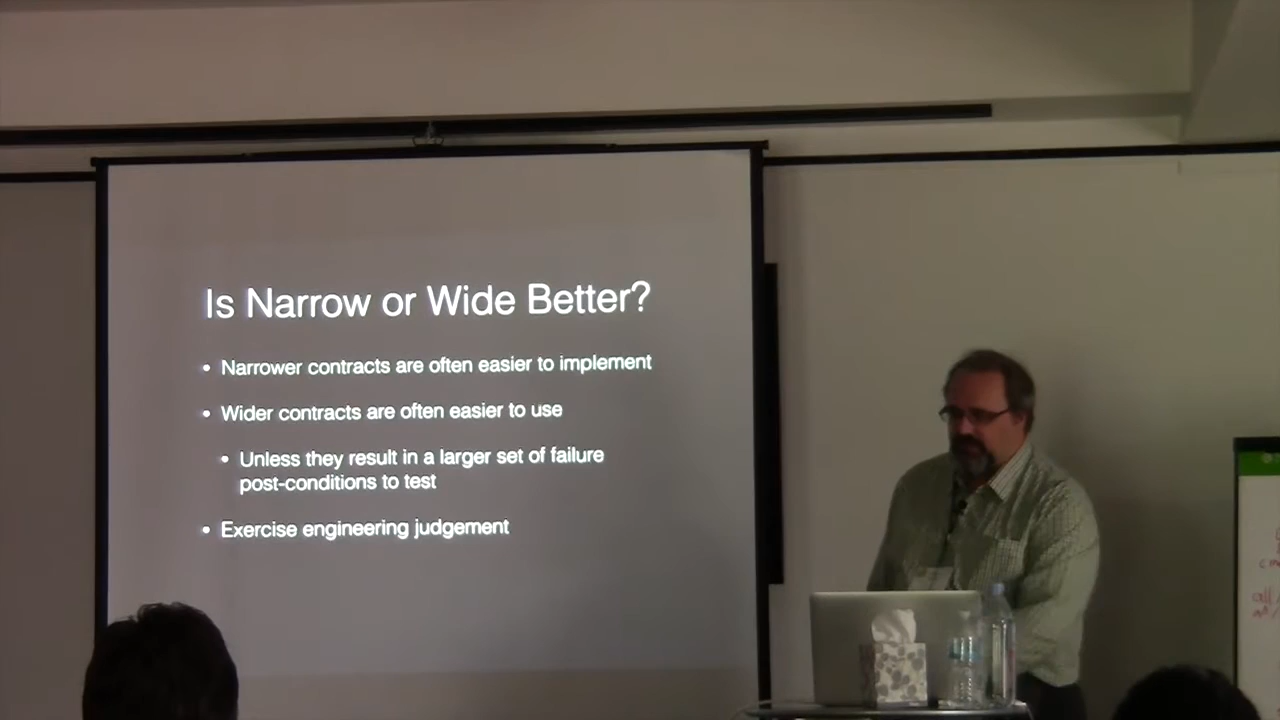 Is Narrow or Wide Better?
• Narrower contracts are often easier to implement
• Wider contracts are often easier to use
• Unless they result in a larger set of failure
post-conditions to test
• Exercise engineering judgement